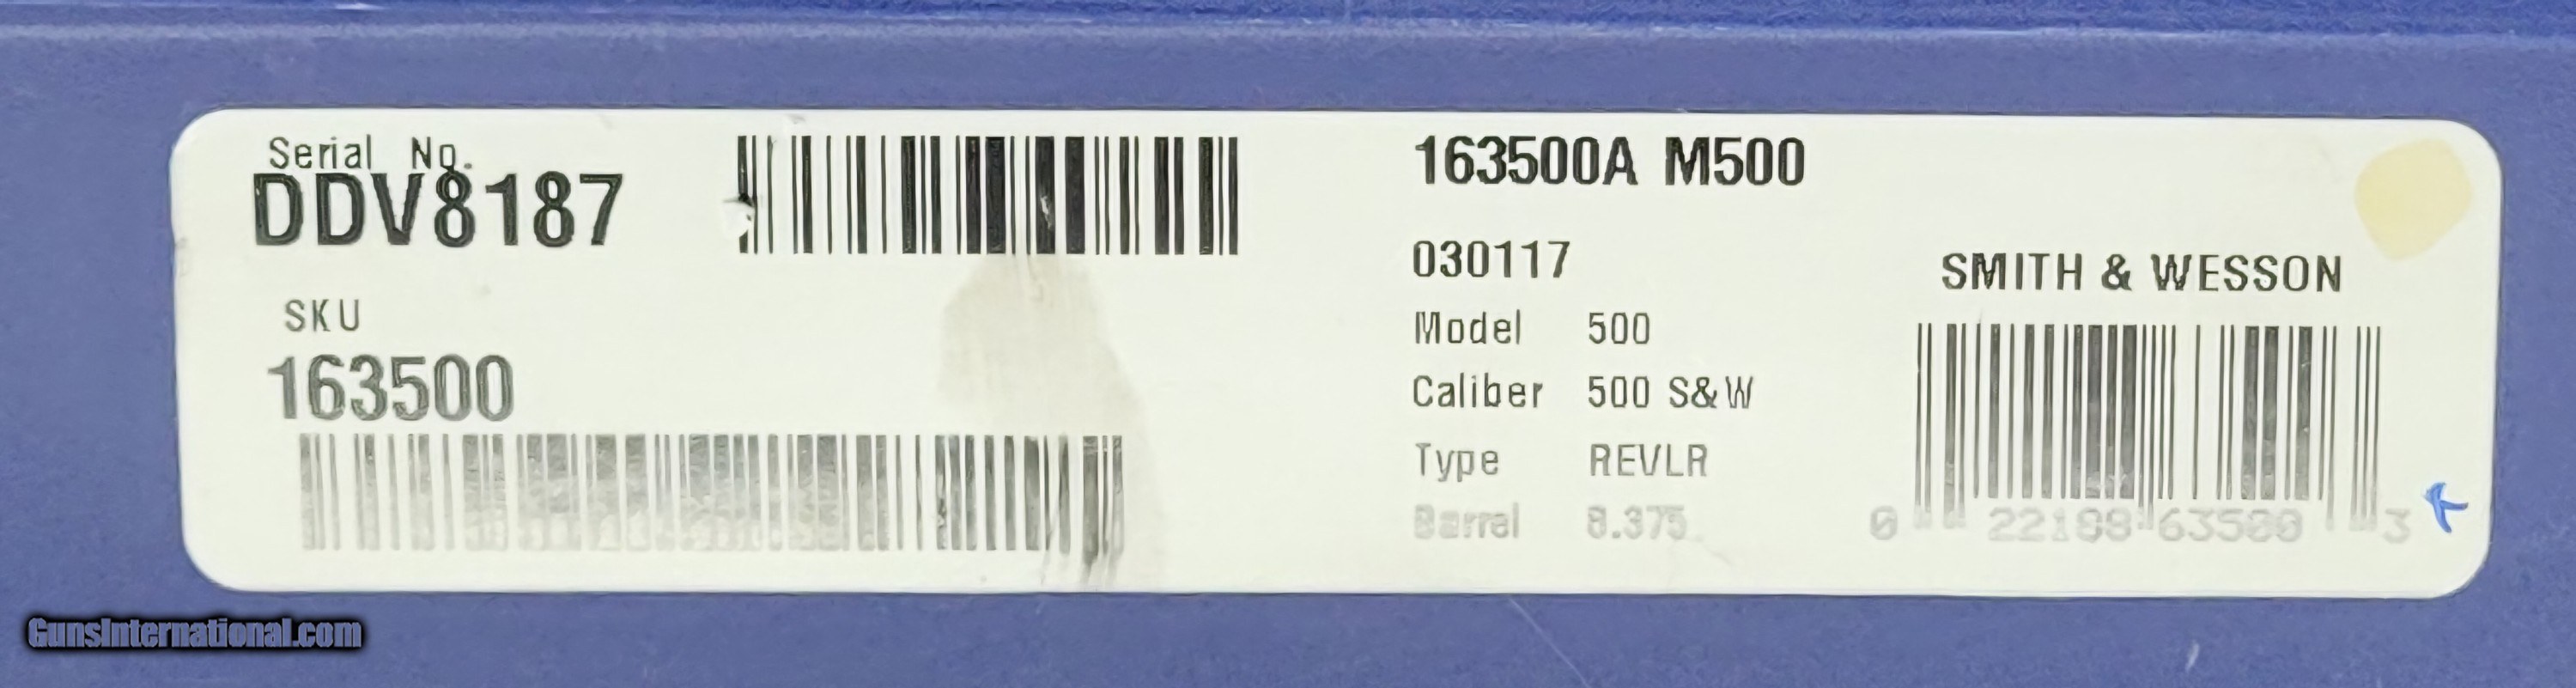 Serial No.
DDV8187
SKU
163500
163500A M500
030117
Model 500
Caliber 500 S&W
Type REVLR
Barrel 8.375
SMITH & WESSON
0 22188 63500 3
GunsInternational.com